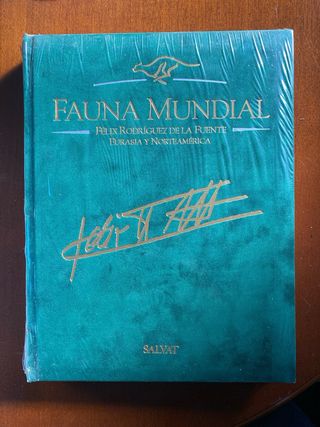 FAUNA MUNDIAL
FÉLIX RODRÍGUEZ DE LA FUENTE
EURASIA Y NORTEAMÉRICA
SALVAT